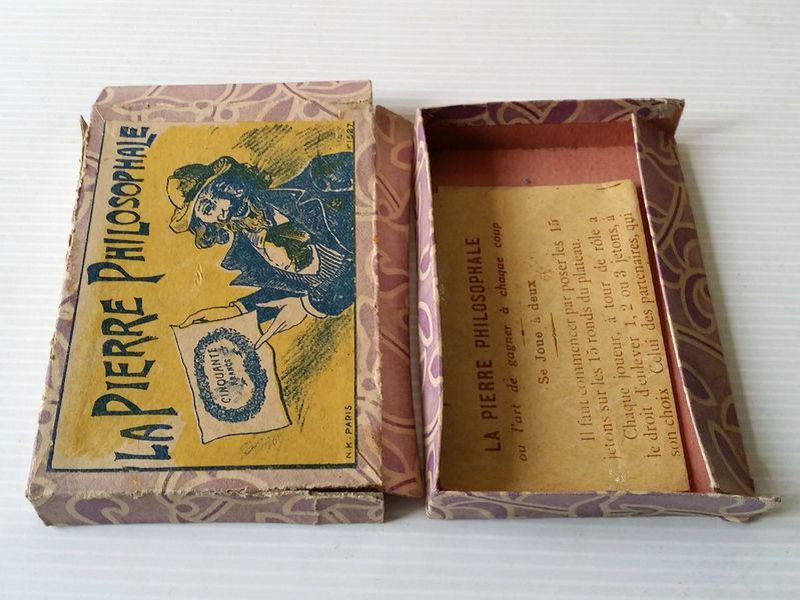 LA PIERRE PHILOSOPHALE
CINQUANTE
FRANCS
N.K. PARIS
LA PIERRE PHILOSOPHALE
ou l'art de gagner à chaque coup
Se Joue à deux
Il faut commencer par poser les 15
jetons sur les 15 ronds du plateau.
Chaque joueur, à tour de rôle a
le droit d'enlever 1, 2 ou 3 jetons, à
son choix Celui des partenaires, qui